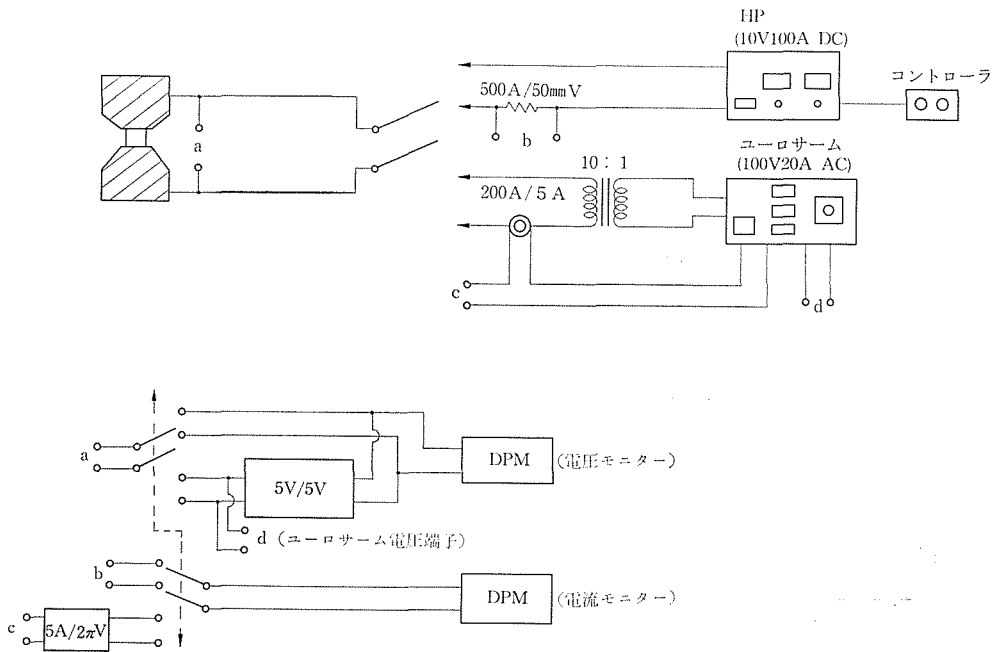 HP
(10V100A DC)
コントローラ
500A/50mmV
a
b
ユーロサーム
(100V20A AC)
10：1
200A/5A
c
d
a
DPM
(電圧モニター)
5V/5V
d (ユーロサーム電圧端子)
b
DPM
(電流モニター)
c
5A/2πV